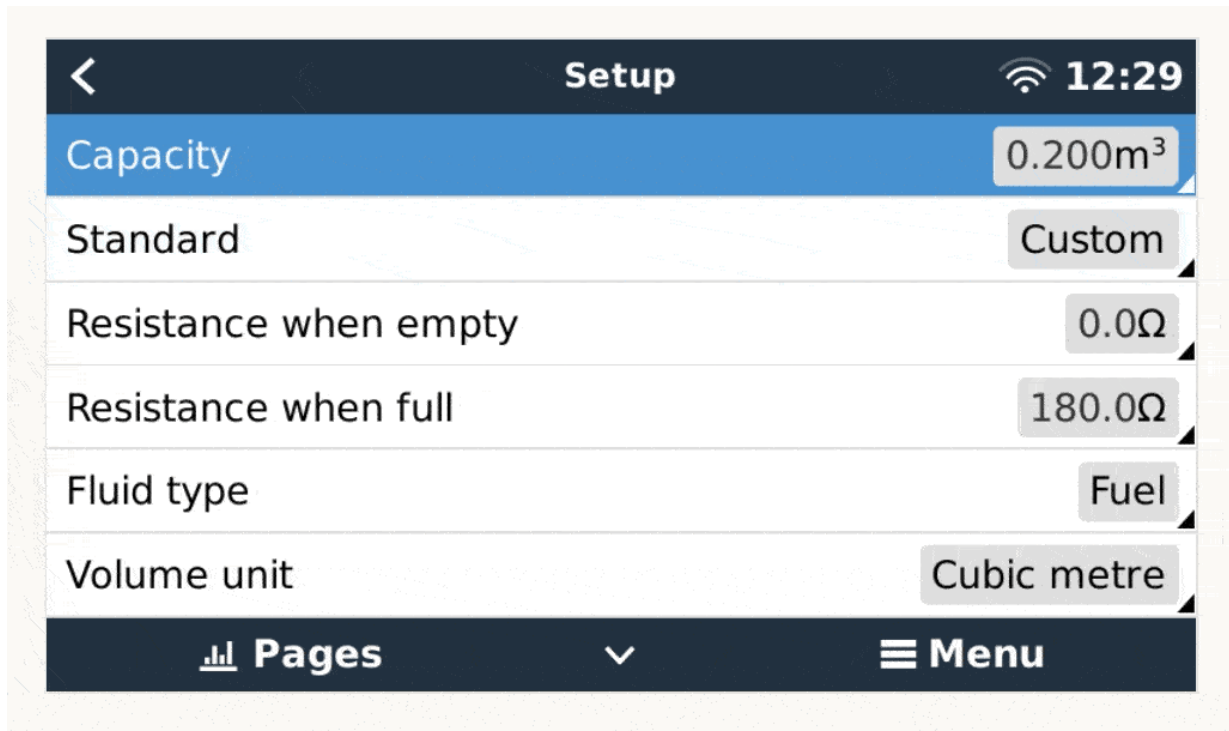 Setup 12:29
Capacity 0.200m³
Standard Custom
Resistance when empty 0.0Ω
Resistance when full 180.0Ω
Fluid type Fuel
Volume unit Cubic metre
Pages Menu